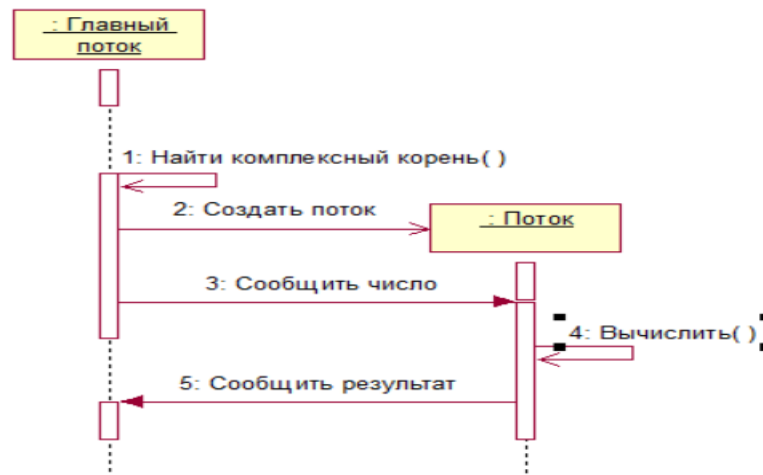 : Главный
поток
1: Найти комплексный корень( )
2: Создать поток
: Поток
3: Сообщить число
4: Вычислить( )
5: Сообщить результат